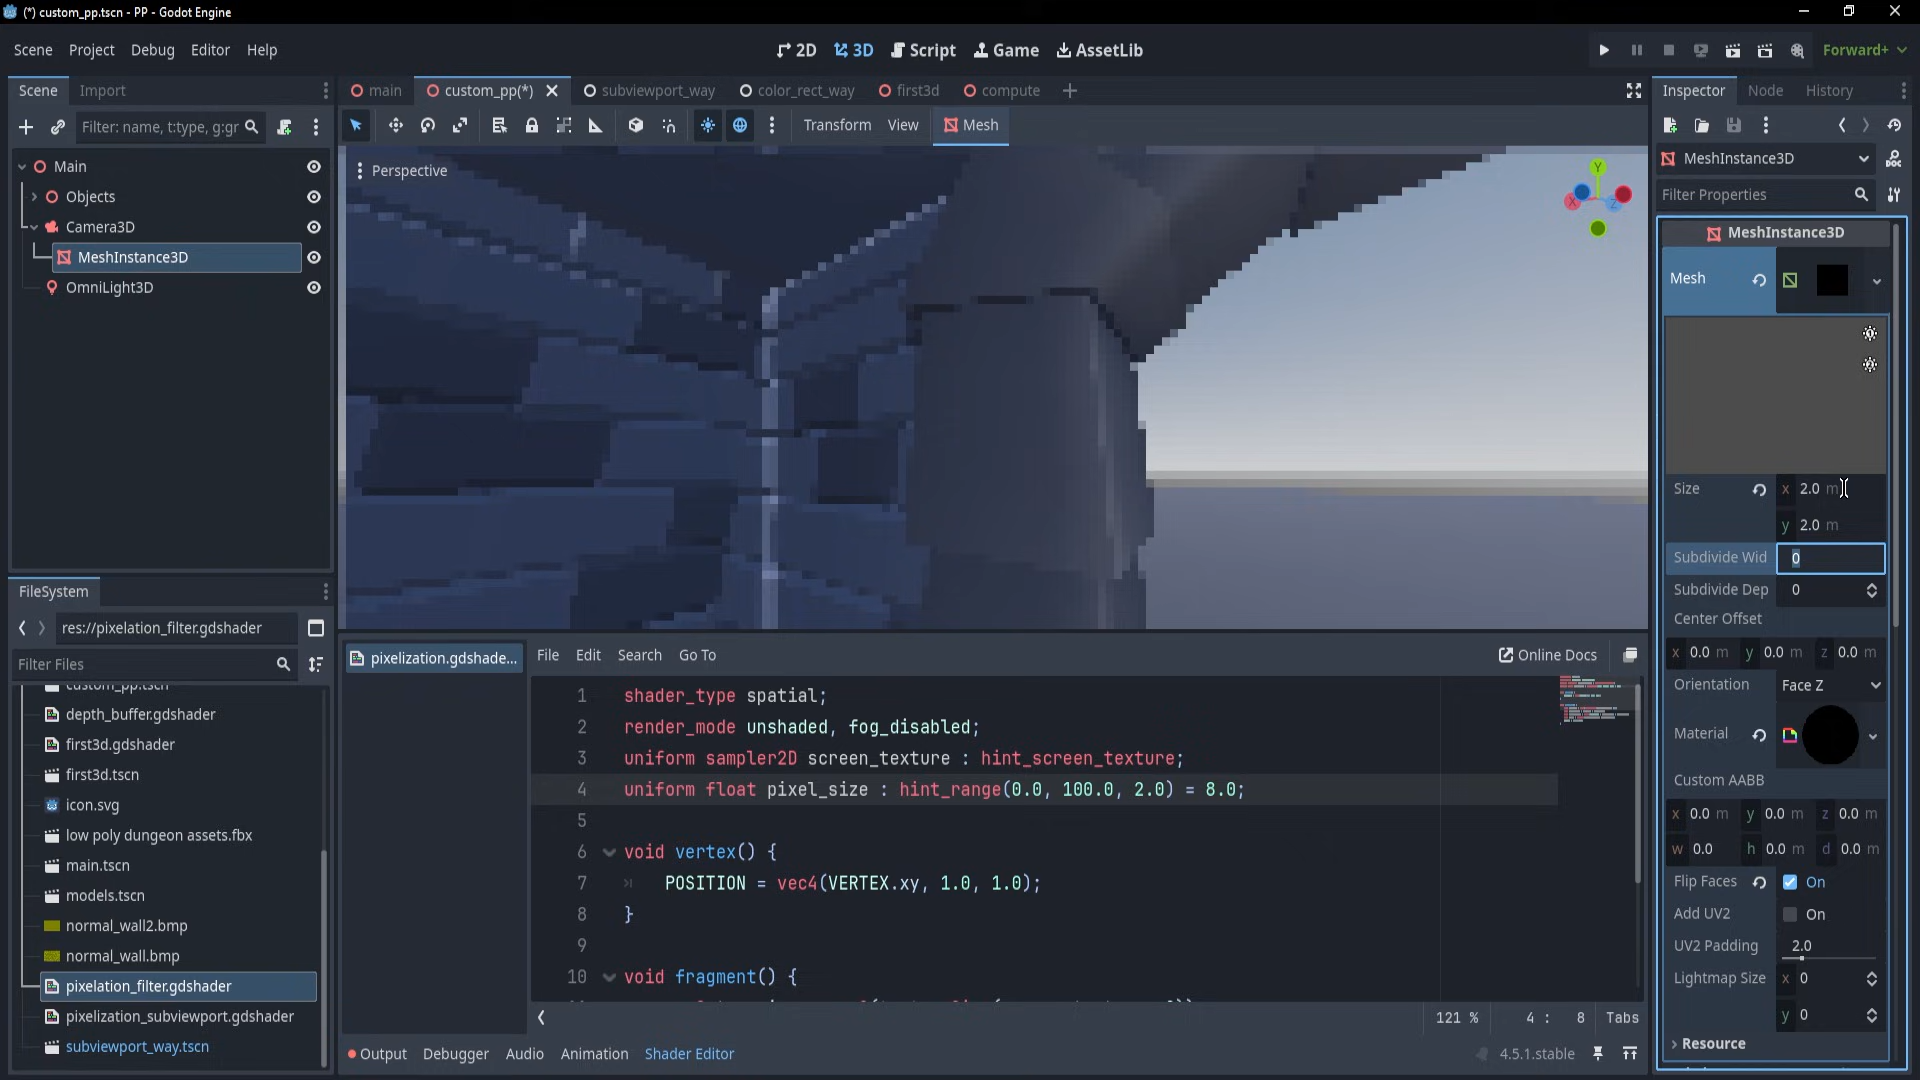 (*) custom_pp.tscn - PP - Godot Engine
Scene Project Debug Editor Help
2D 3D Script Game AssetLib
Forward+
Scene Import
Filter: name, t:type, g:gr
Main
Objects
Camera3D
MeshInstance3D
OmniLight3D
main custom_pp(*) subviewport_way color_rect_way first3d compute
Transform View Mesh
Perspective
Y
X
Z
FileSystem
res://pixelation_filter.gdshader
Filter Files
custom_pp.tscn
depth_buffer.gdshader
first3d.gdshader
first3d.tscn
icon.svg
low poly dungeon assets.fbx
main.tscn
models.tscn
normal_wall2.bmp
normal_wall.bmp
pixelation_filter.gdshader
pixelization_subviewport.gdshader
subviewport_way.tscn
pixelization.gdshade...
File Edit Search Go To
Online Docs
1 shader_type spatial;
2 render_mode unshaded, fog_disabled;
3 uniform sampler2D screen_texture : hint_screen_texture;
4 uniform float pixel_size : hint_range(0.0, 100.0, 2.0) = 8.0;
5
6 void vertex() {
7 POSITION = vec4(VERTEX.xy, 1.0, 1.0);
8 }
9
10 void fragment() {
121 % 4 : 8 Tabs
Output Debugger Audio Animation Shader Editor
4.5.1.stable
Inspector Node History
MeshInstance3D
Filter Properties
MeshInstance3D
Mesh
Size x 2.0 m
y 2.0 m
Subdivide Wid 0
Subdivide Dep 0
Center Offset
x 0.0 m y 0.0 m z 0.0 m
Orientation Face Z
Material
Custom AABB
x 0.0 m y 0.0 m z 0.0 m
w 0.0 h 0.0 m d 0.0 m
Flip Faces On
Add UV2 On
UV2 Padding 2.0
Lightmap Size x 0
y 0
Resource